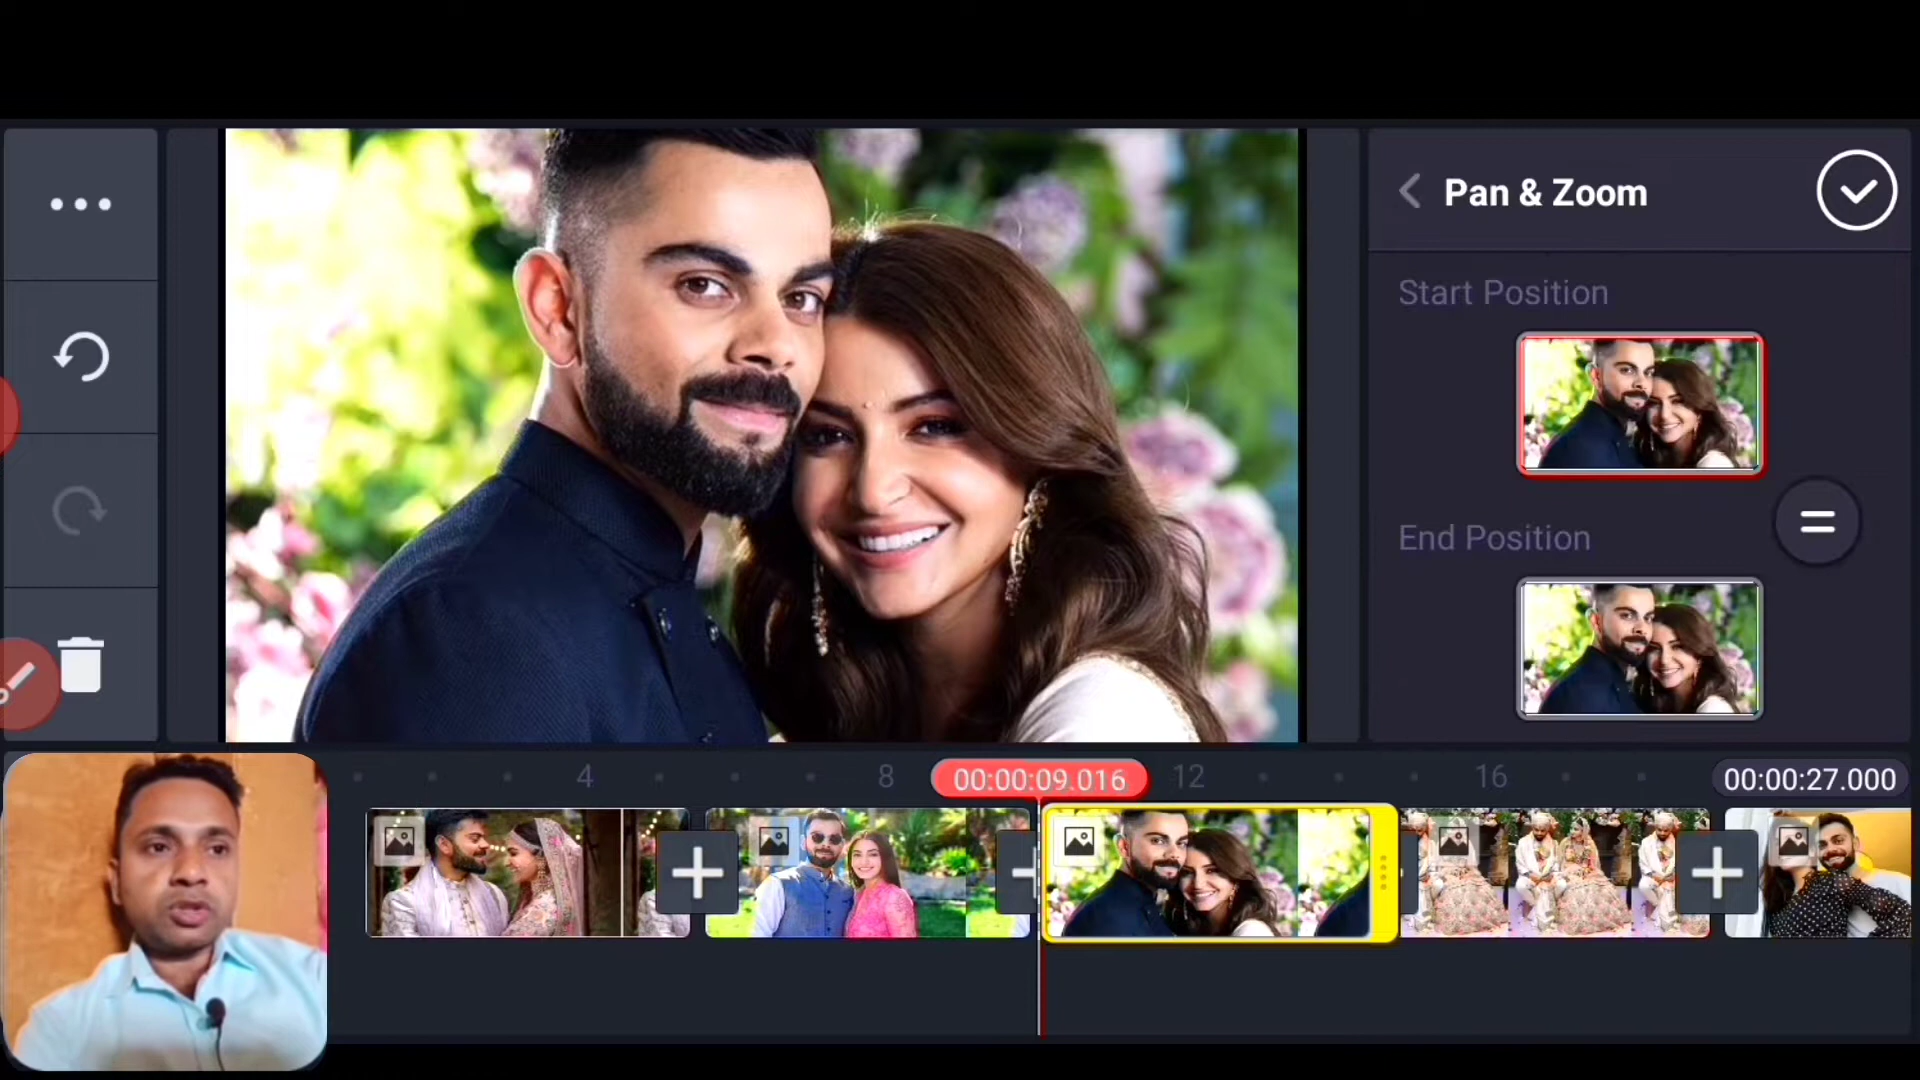 Pan & Zoom
Start Position
End Position
4
8
00:00:09.016
12
16
00:00:27.000